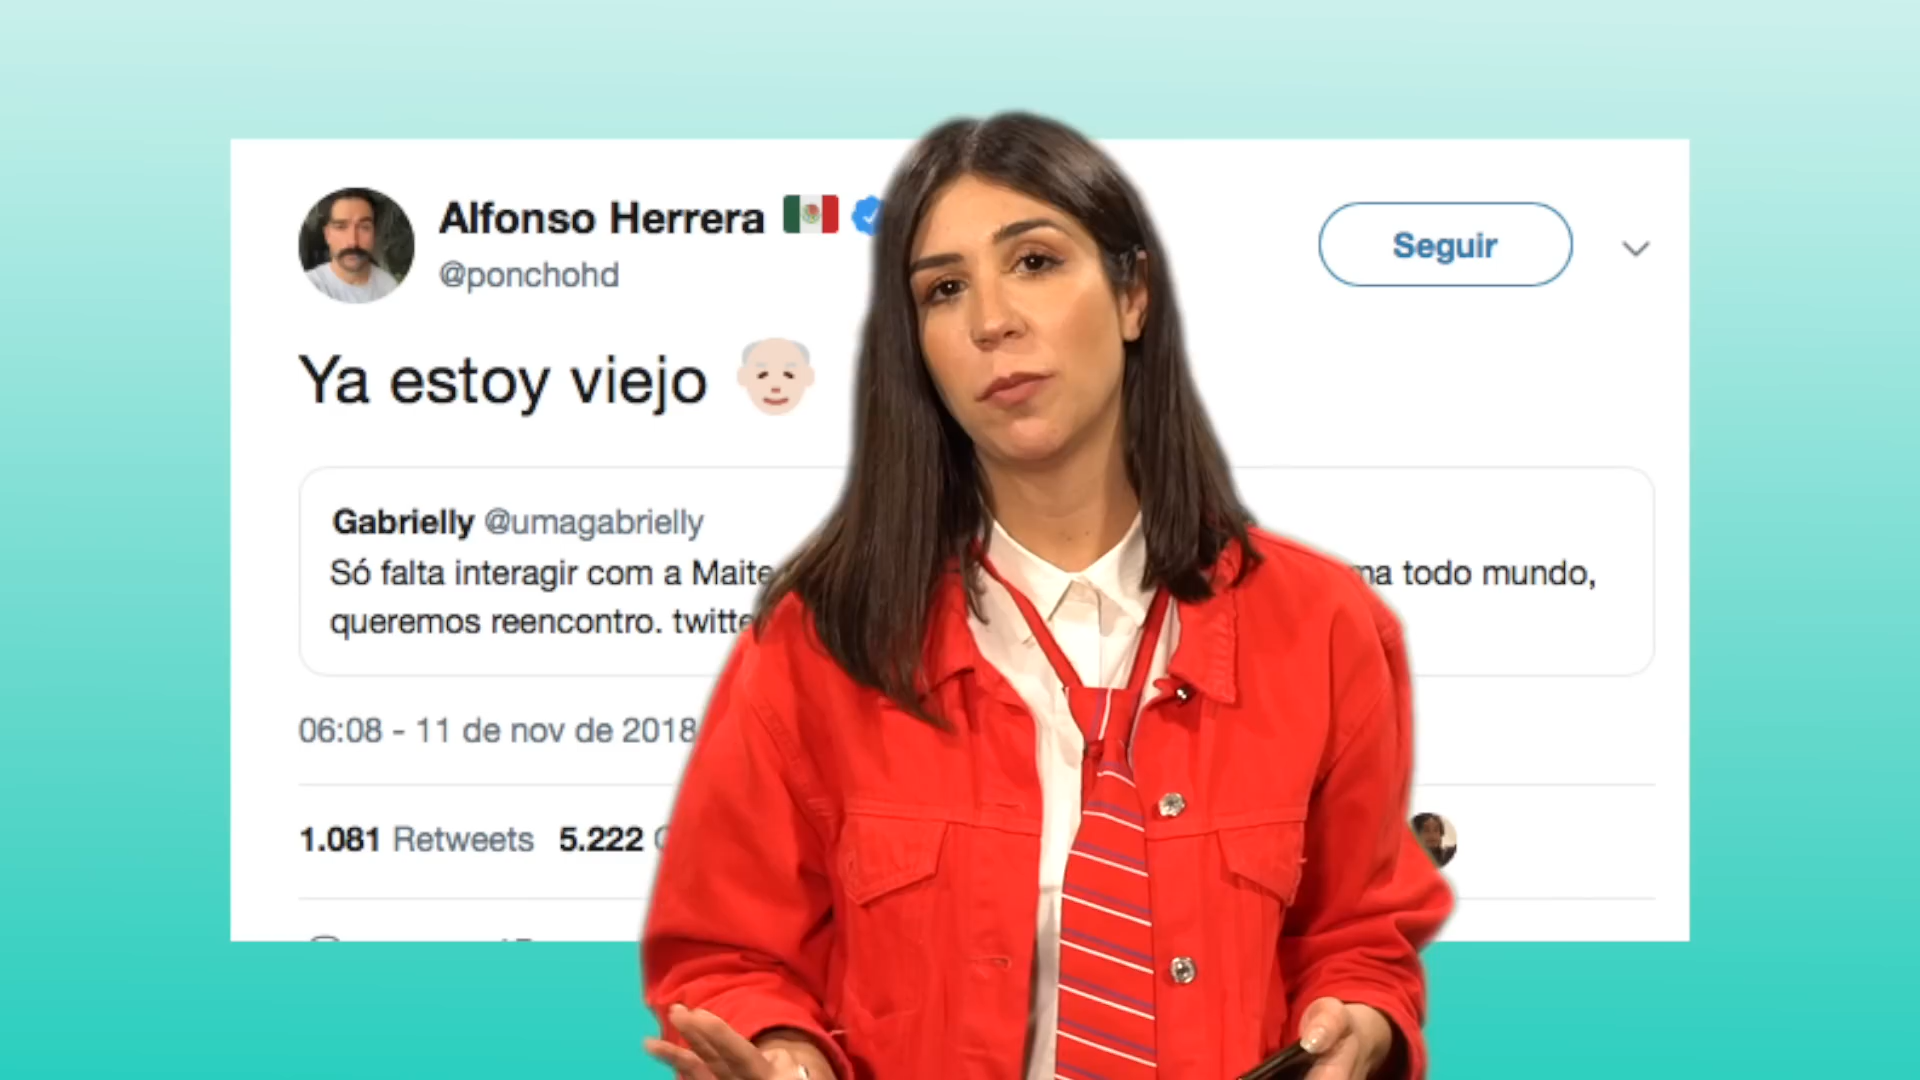 Alfonso Herrera
@ponchohd
Seguir
Ya estoy viejo
Gabrielly @umagabrielly
Só falta interagir com a Maite todo mundo,
queremos reencontro.
06:08 - 11 de nov de 2018
1.081 Retweets 5.222